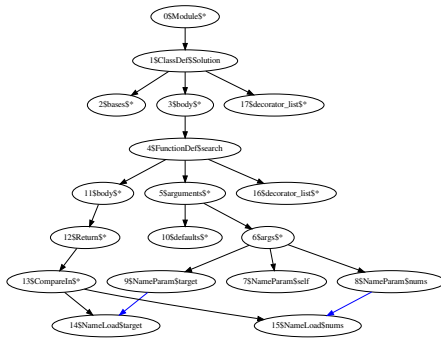 0$Module$*
1$ClassDef$Solution
2$bases$*
3$body$*
17$decorator_list$*
4$FunctionDef$search
11$body$*
5$arguments$*
16$decorator_list$*
12$Return$*
10$defaults$*
6$args$*
13$CompareIn$*
9$NameParam$target
7$NameParam$self
8$NameParam$nums
14$NameLoad$target
15$NameLoad$nums